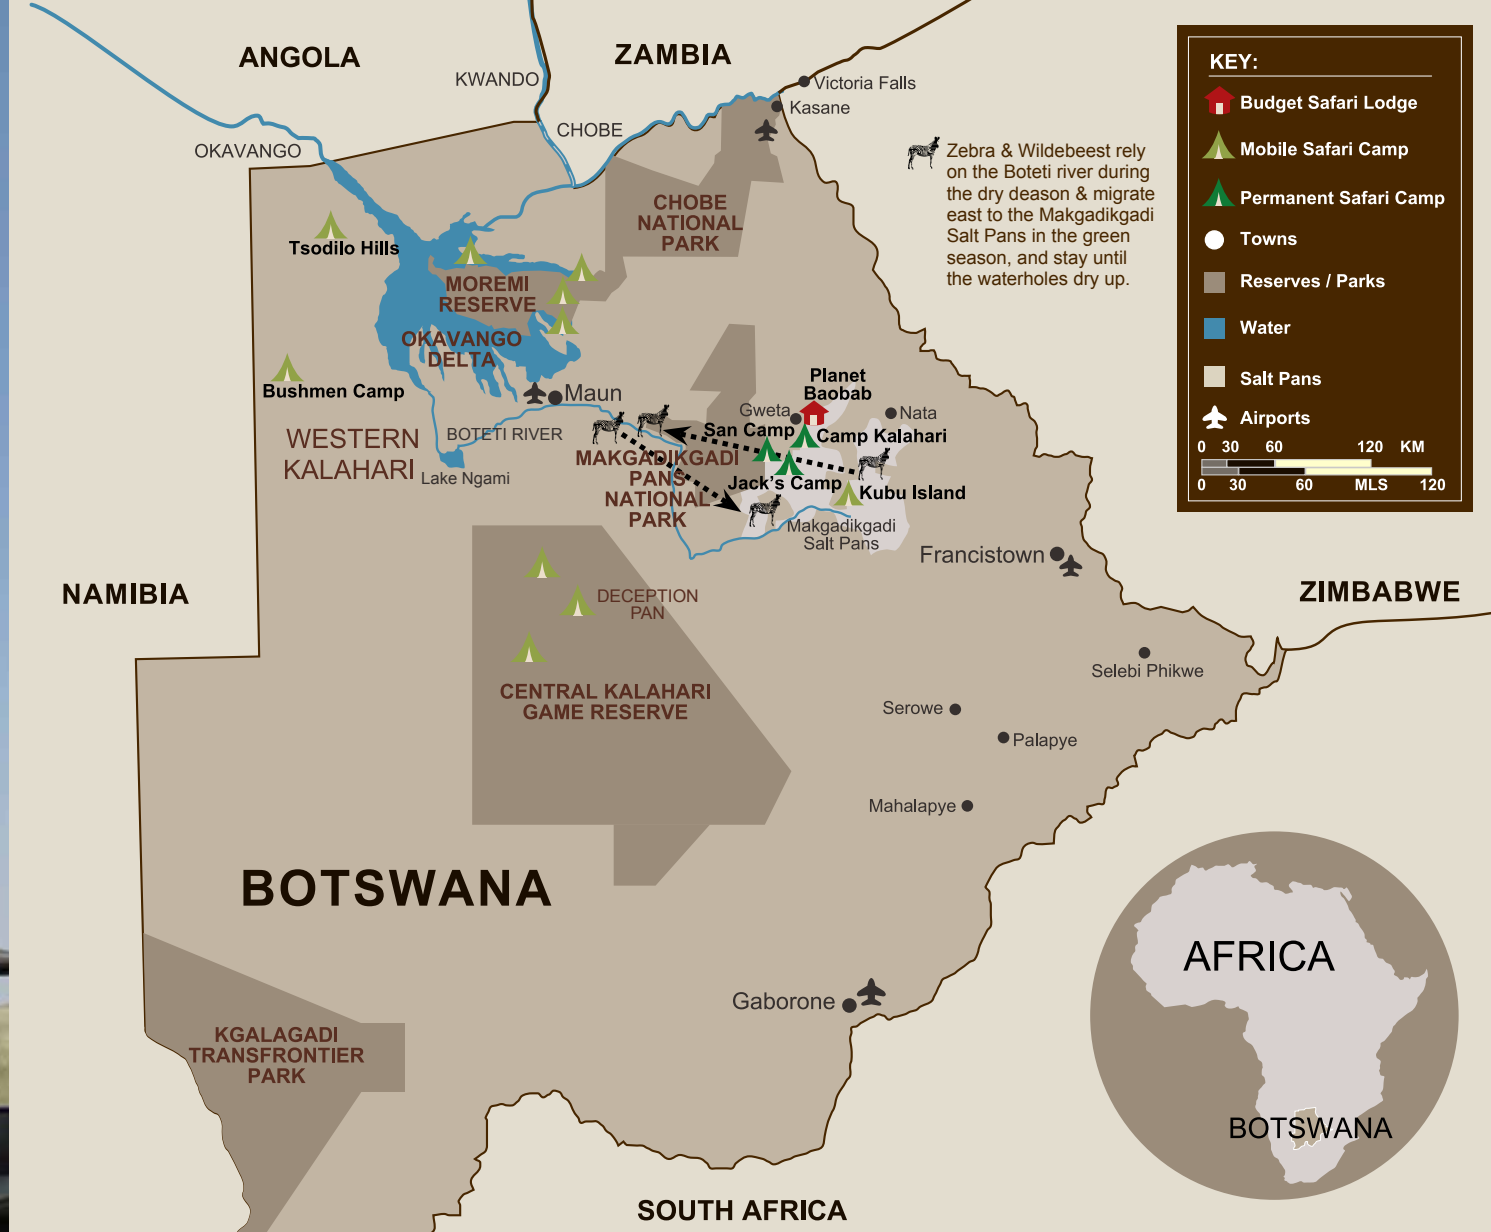 ANGOLA
ZAMBIA
KWANDO
Victoria Falls
Kasane
CHOBE
OKAVANGO
Zebra & Wildebeest rely
on the Boteti river during
the dry deason & migrate
east to the Makgadikgadi
Salt Pans in the green
season, and stay until
the waterholes dry up.
KEY:
Budget Safari Lodge
Mobile Safari Camp
Permanent Safari Camp
Towns
Reserves / Parks
Water
Salt Pans
Airports
0 30 60 120 KM
0 30 60 MLS 120
CHOBE
NATIONAL
PARK
Tsodilo Hills
MOREMI
RESERVE
OKAVANGO
DELTA
Bushmen Camp
Maun
Planet
Baobab
Gweta
Nata
San Camp
Camp Kalahari
WESTERN
KALAHARI
BOTETI RIVER
Lake Ngami
MAKGADIKGADI
PANS
NATIONAL
PARK
Jack's Camp
Kubu Island
Makgadikgadi
Salt Pans
Francistown
NAMIBIA
ZIMBABWE
DECEPTION
PAN
Selebi Phikwe
CENTRAL KALAHARI
GAME RESERVE
Serowe
Palapye
Mahalapye
BOTSWANA
AFRICA
Gaborone
KGALAGADI
TRANSFRONTIER
PARK
BOTSWANA
SOUTH AFRICA